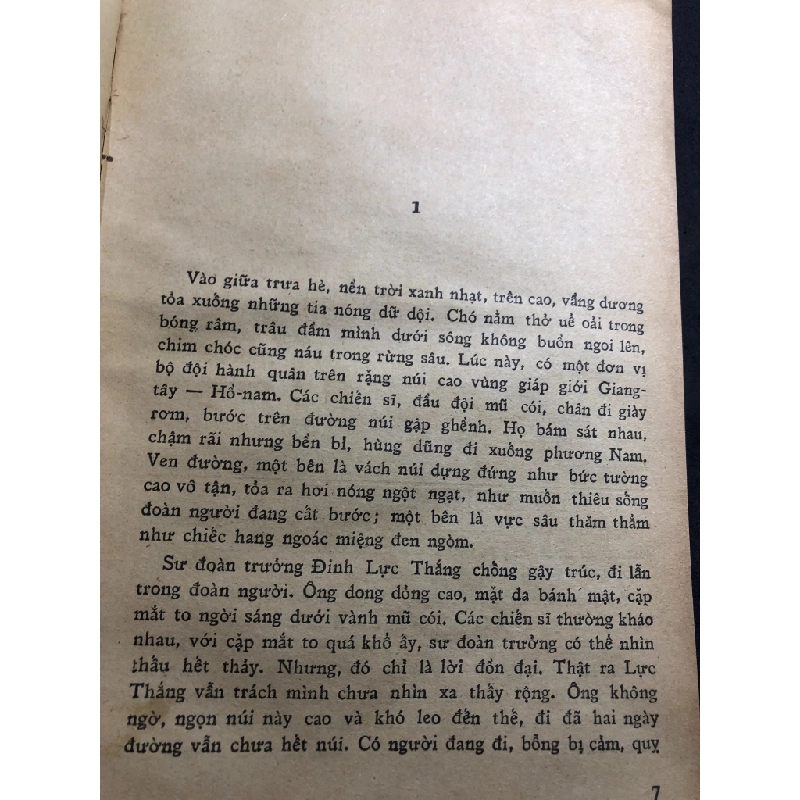 1
Vào giữa trưa hè, nền trời xanh nhạt, trên cao, vầng dương
tỏa xuống những tia nóng dữ dội. Chó nằm thở uể oải trong
bóng râm, trâu đầm mình dưới sông không buồn ngoi lên,
chim chóc cũng náu trong rừng sâu. Lúc này, có một đơn vị
bộ đội hành quân trên rặng núi cao vùng giáp giới Giang-
tây — Hồ-nam. Các chiến sĩ, đầu đội mũ cói, chân đi giày
rơm, bước trên đường núi gập ghềnh. Họ bám sát nhau,
chậm rãi nhưng bền bỉ, hùng dũng đi xuống phương Nam.
Ven đường, một bên là vách núi dựng đứng như bức tường
cao vô tận, tỏa ra hơi nóng ngột ngạt, như muốn thiêu sống
đoàn người đang cất bước; một bên là vực sâu thăm thẳm
như chiếc hang ngoác miệng đen ngòm.
Sư đoàn trưởng Đinh Lực Thắng chống gậy trúc, đi lẫn
trong đoàn người. Ông dong dỏng cao, mặt da bánh mật, cặp
mắt to ngời sáng dưới vành mũ cói. Các chiến sĩ thường kháo
nhau, với cặp mắt to quá khổ ấy, sư đoàn trưởng có thể nhìn
thấu hết thảy. Nhưng, đó chỉ là lời đồn đại. Thật ra Lực
Thắng vẫn trách mình chưa nhìn xa thấy rộng. Ông không
ngờ, ngọn núi này cao và khó leo đến thế, đi đã hai ngày
đường vẫn chưa hết núi. Có người đang đi, bỗng bị cảm, quỵ
7